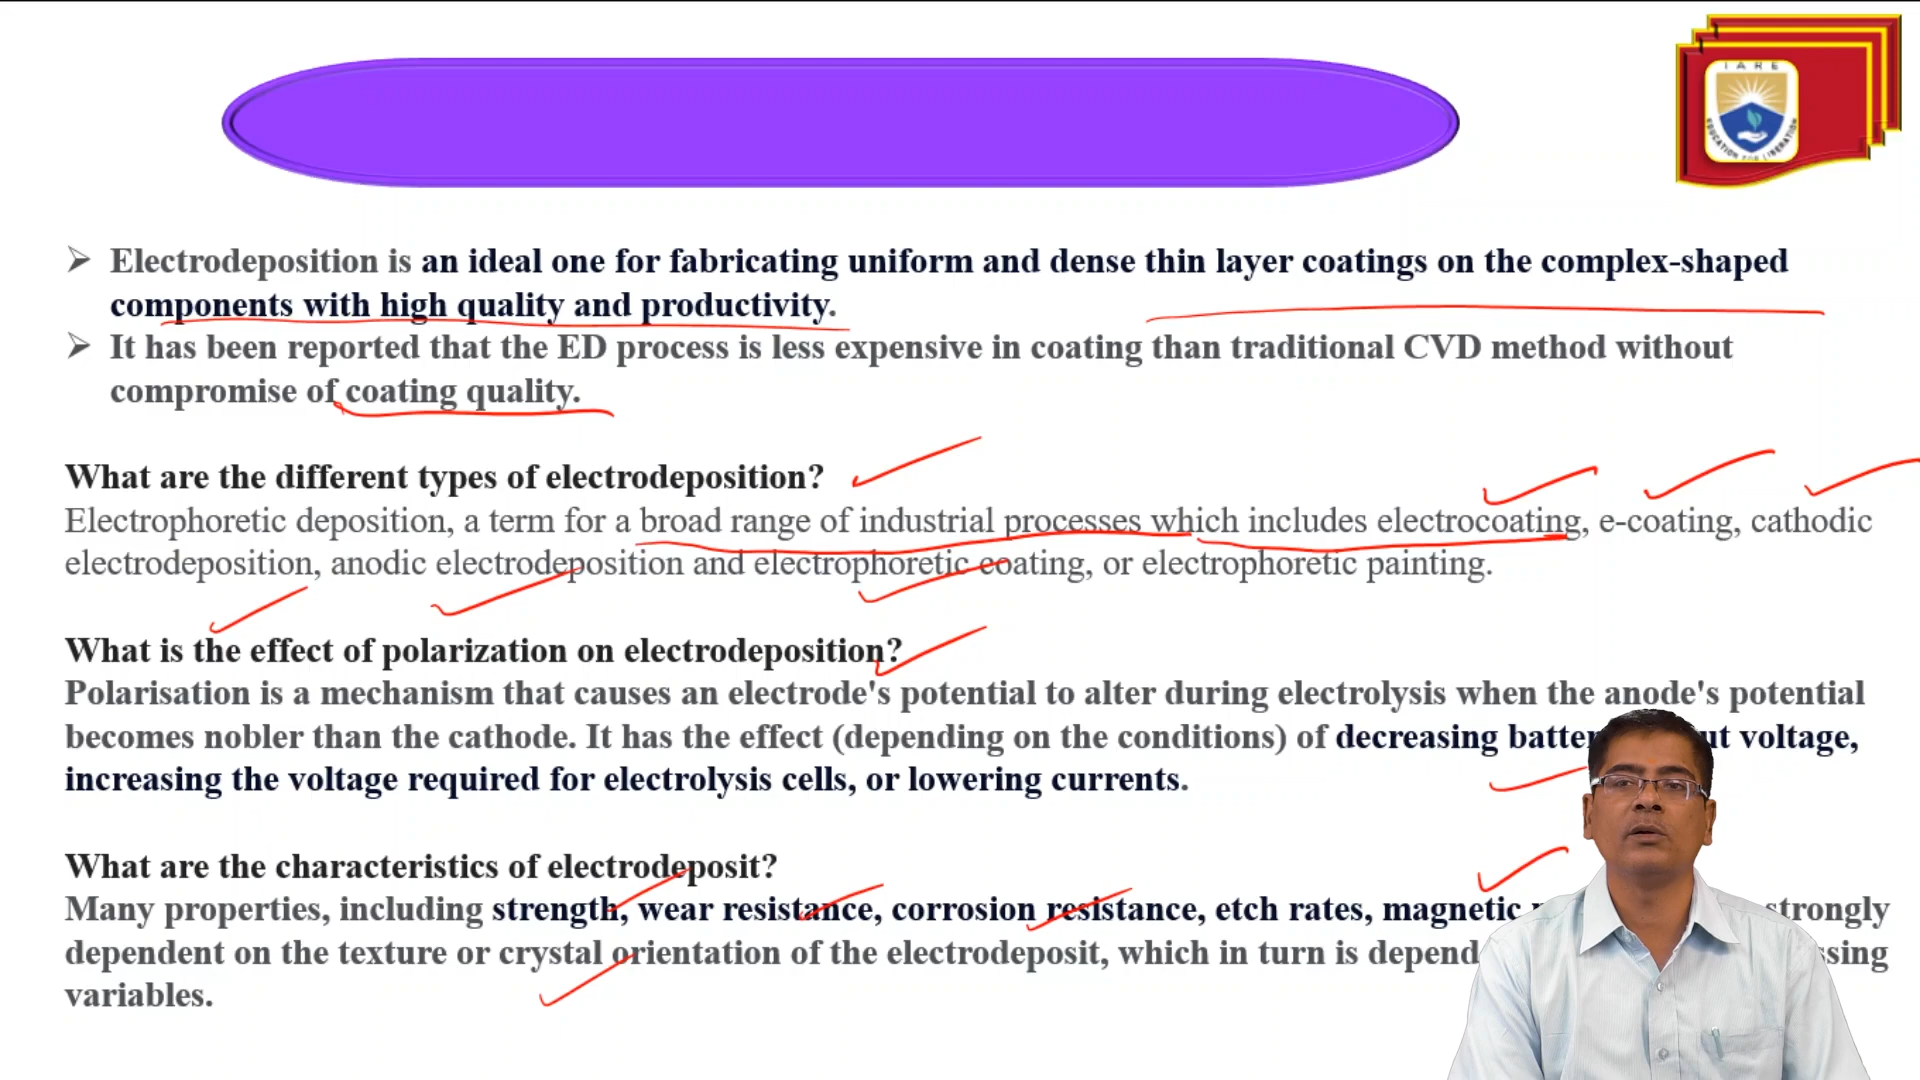 I A R E
EDUCATION FOR LIBERATION
Electrodeposition is an ideal one for fabricating uniform and dense thin layer coatings on the complex-shaped
components with high quality and productivity.
It has been reported that the ED process is less expensive in coating than traditional CVD method without
compromise of coating quality.
What are the different types of electrodeposition?
Electrophoretic deposition, a term for a broad range of industrial processes which includes electrocoating, e-coating, cathodic
electrodeposition, anodic electrodeposition and electrophoretic coating, or electrophoretic painting.
What is the effect of polarization on electrodeposition?
Polarisation is a mechanism that causes an electrode's potential to alter during electrolysis when the anode's potential
becomes nobler than the cathode. It has the effect (depending on the conditions) of decreasing voltage,
increasing the voltage required for electrolysis cells, or lowering currents.
What are the characteristics of electrodeposit?
Many properties, including strength, wear resistance, corrosion resistance, etch rates, magnetic strongly
dependent on the texture or crystal orientation of the electrodeposit, which in turn is
variables.